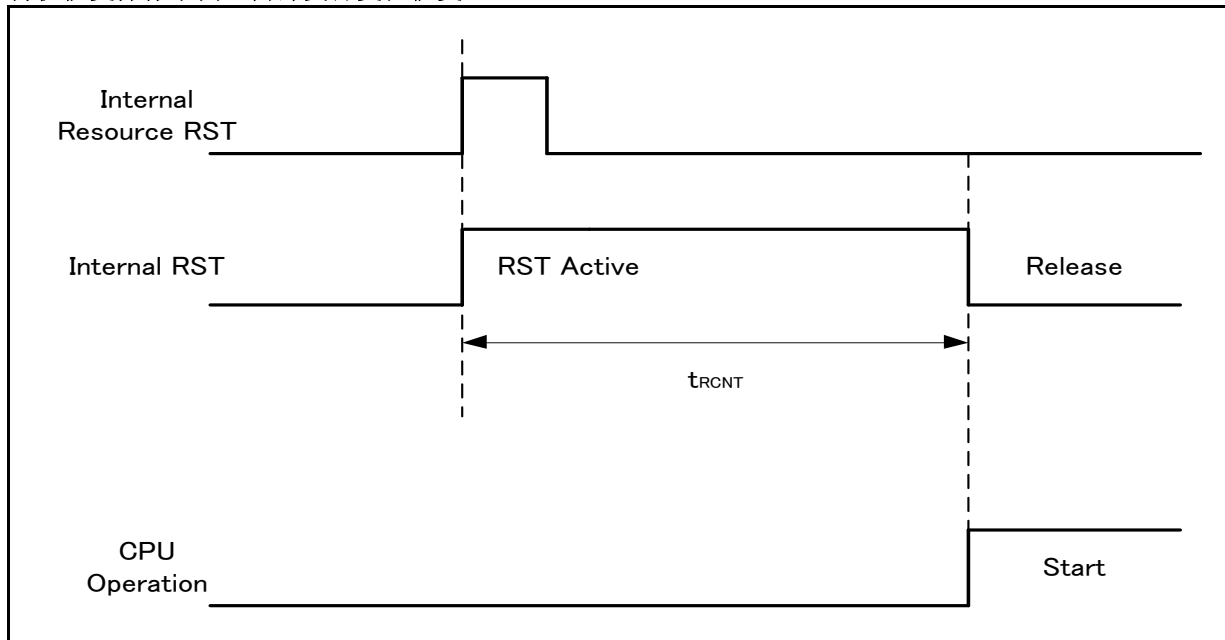 Internal
Resource RST
Internal RST
RST Active
Release
tRCNT
CPU
Operation
Start